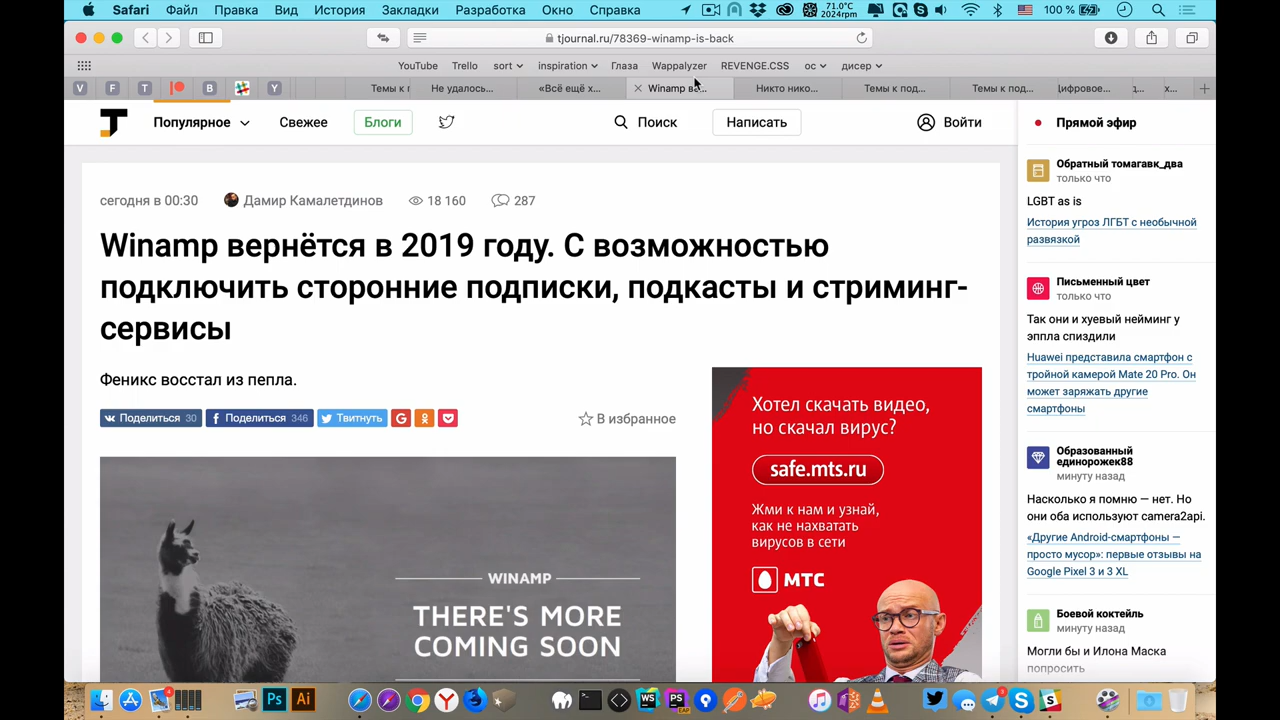 Safari Файл Правка Вид История Закладки Разработка Окно Справка 71.0°C 2024rpm 100 %
tjournal.ru/78369-winamp-is-back
YouTube Trello sort inspiration Глаза Wappalyzer REVENGE.CSS ос дисер
V F T B Y Темы к Не удалось... «Всё ещё х... Winamp ве... Никто нико... Темы к под... Темы к под... Цифровое...
Популярное Свежее Блоги Поиск Написать Войти
сегодня в 00:30 Дамир Камалетдинов 18 160 287
Winamp вернётся в 2019 году. С возможностью
подключить сторонние подписки, подкасты и стриминг-
сервисы
Феникс восстал из пепла.
Поделиться 30 Поделиться 346 Твитнуть В избранное
WINAMP
THERE'S MORE
COMING SOON
Хотел скачать видео,
но скачал вирус?
safe.mts.ru
Жми к нам и узнай,
как не нахватать
вирусов в сети
МТС
Прямой эфир
Обратный томагавк_два
только что
LGBT as is
История угроз ЛГБТ с необычной
развязкой
Письменный цвет
только что
Так они и хуевый нейминг у
эппла спиздили
Huawei представила смартфон с
тройной камерой Mate 20 Pro. Он
может заряжать другие
смартфоны
Образованный
единорожек88
минуту назад
Насколько я помню — нет. Но
они оба используют camera2api.
«Другие Android-смартфоны —
просто мусор»: первые отзывы на
Google Pixel 3 и 3 XL
Боевой коктейль
минуту назад
Могли бы и Илона Маска
попросить
Ps Ai WS PS EAP